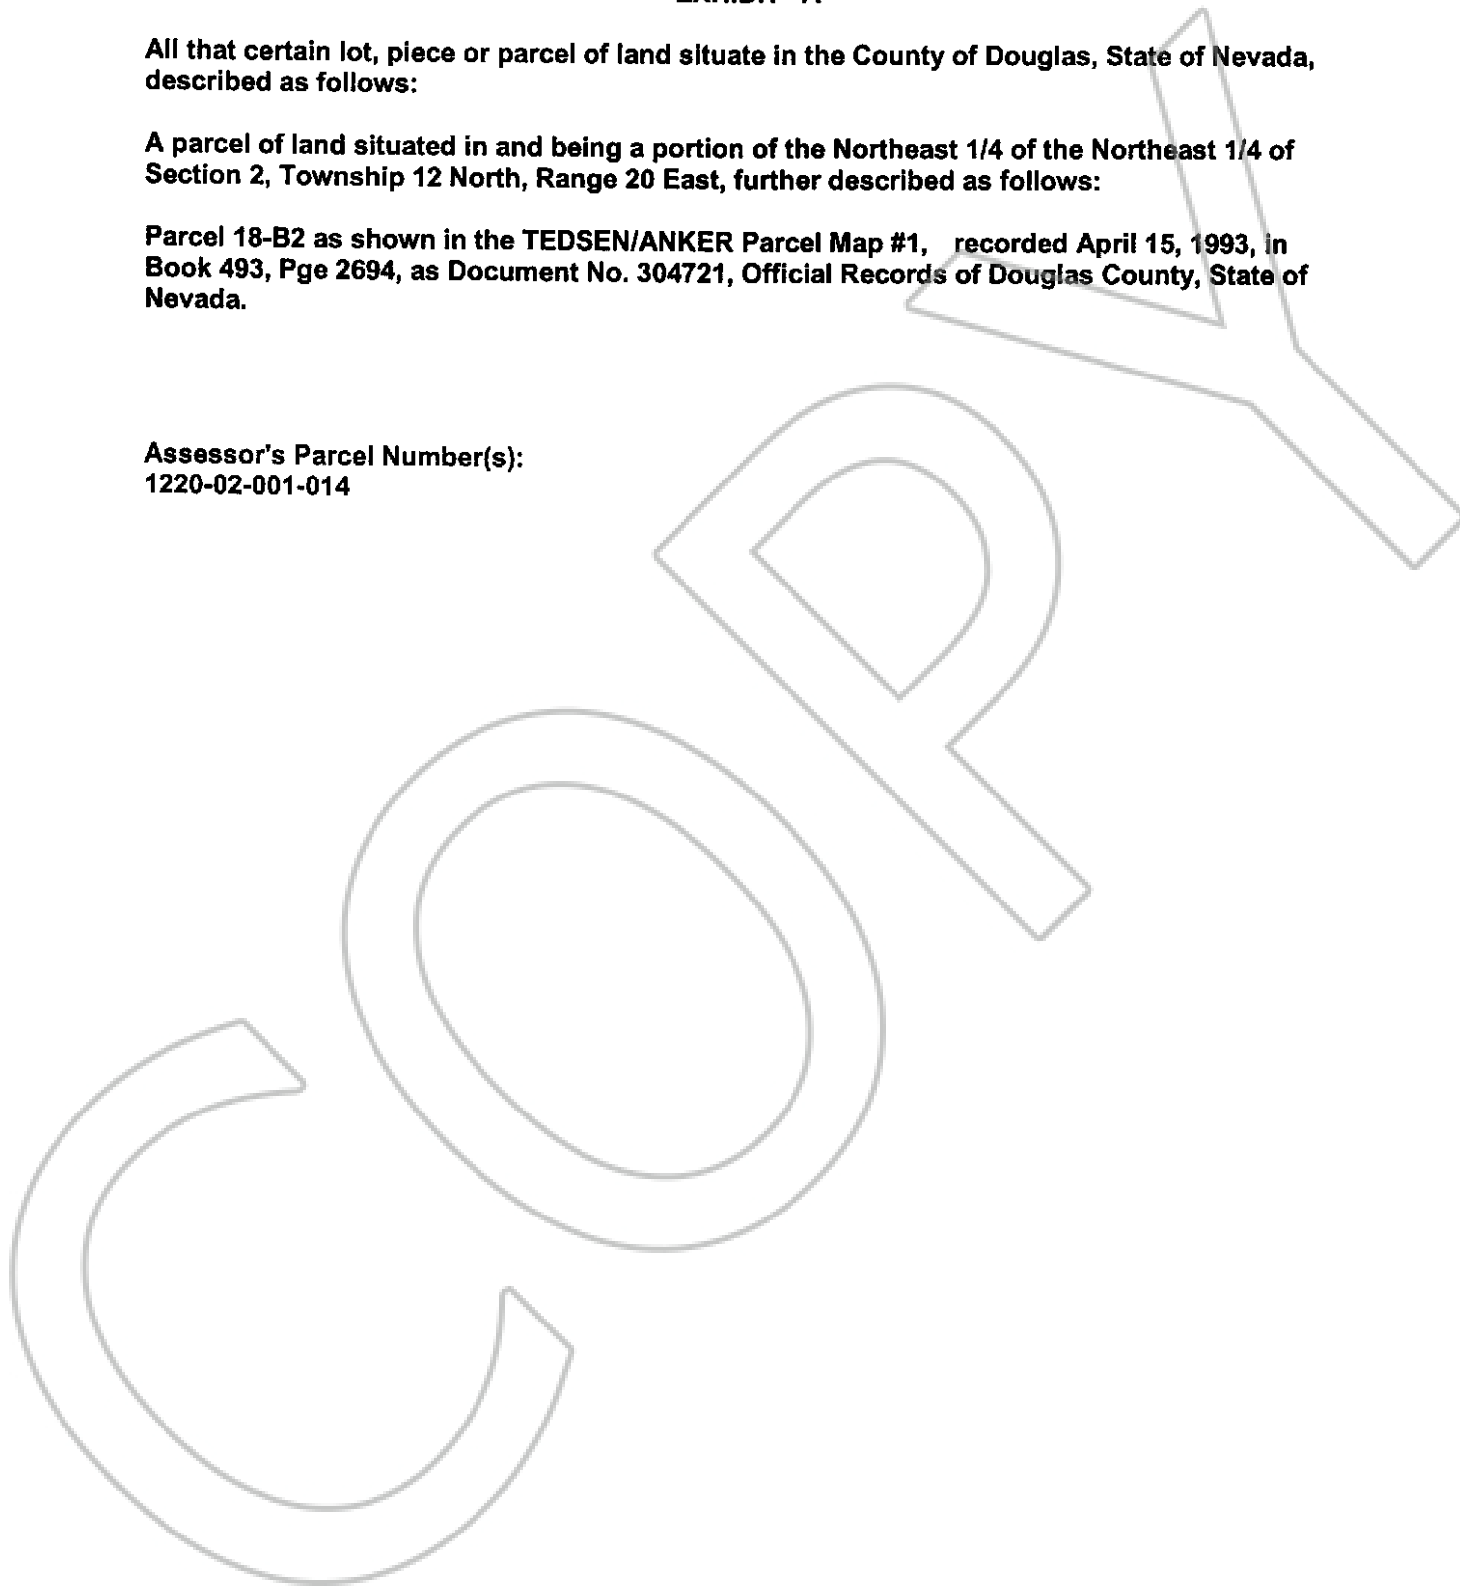 All that certain lot, piece or parcel of land situate in the County of Douglas, State of Nevada,
described as follows:
A parcel of land situated in and being a portion of the Northeast 1/4 of the Northeast 1/4 of
Section 2, Township 12 North, Range 20 East, further described as follows:
Parcel 18-B2 as shown in the TEDSEN/ANKER Parcel Map #1, recorded April 15, 1993, in
Book 493, Pge 2694, as Document No. 304721, Official Records of Douglas County, State of
Nevada.
Assessor's Parcel Number(s):
1220-02-001-014
COPY